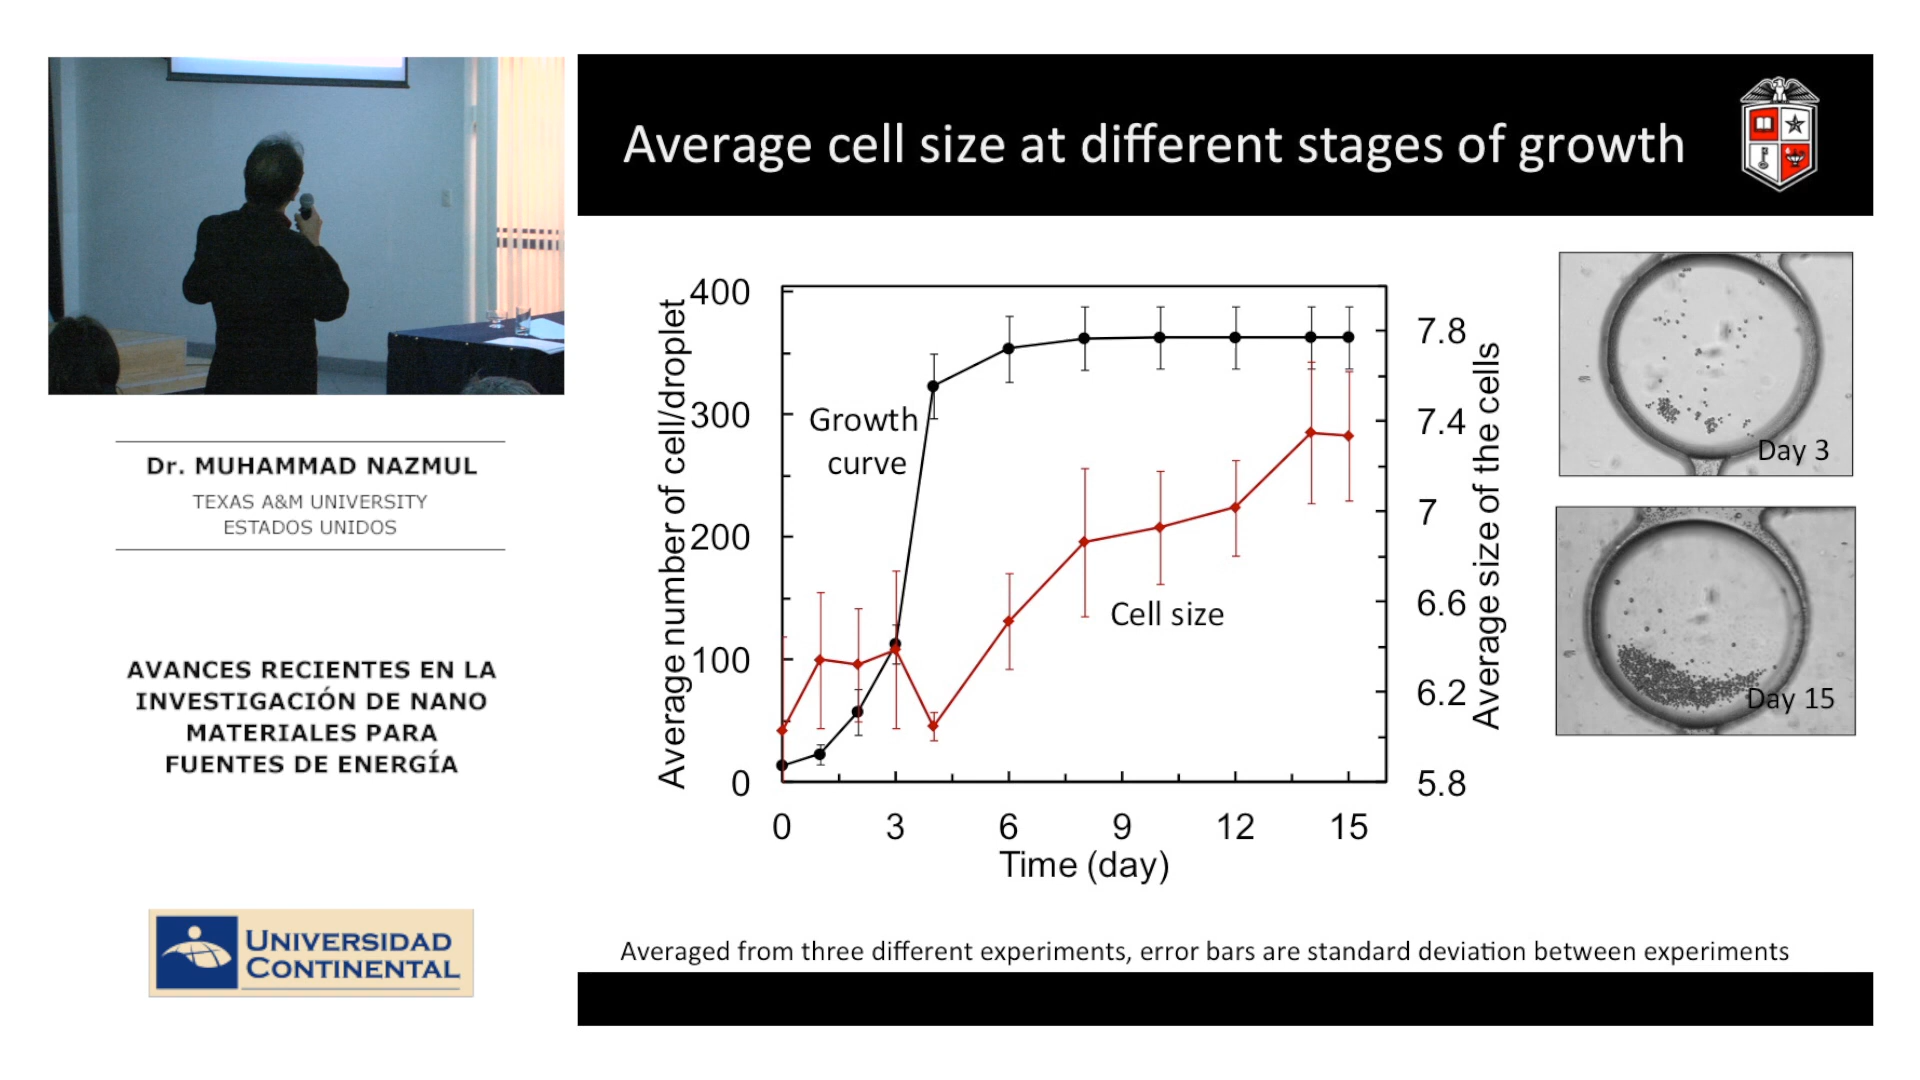 Average cell size at different stages of growth
Dr. MUHAMMAD NAZMUL
TEXAS A&M UNIVERSITY
ESTADOS UNIDOS
AVANCES RECIENTES EN LA
INVESTIGACIÓN DE NANO
MATERIALES PARA
FUENTES DE ENERGÍA
UNIVERSIDAD
CONTINENTAL
Average number of cell/droplet
400
300
200
100
0
Growth
curve
Cell size
7.8
7.4
7
6.6
6.2
5.8
Average size of the cells
0 3 6 9 12 15
Time (day)
Day 3
Day 15
Averaged from three different experiments, error bars are standard deviation between experiments